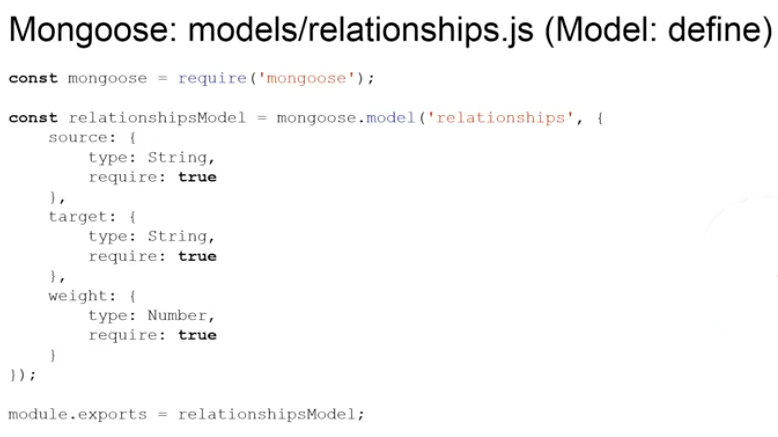 Mongoose: models/relationships.js (Model: define)
const mongoose = require('mongoose');
const relationshipsModel = mongoose.model('relationships', {
    source: {
        type: String,
        require: true
    },
    target: {
        type: String,
        require: true
    },
    weight: {
        type: Number,
        require: true
    }
});
module.exports = relationshipsModel;